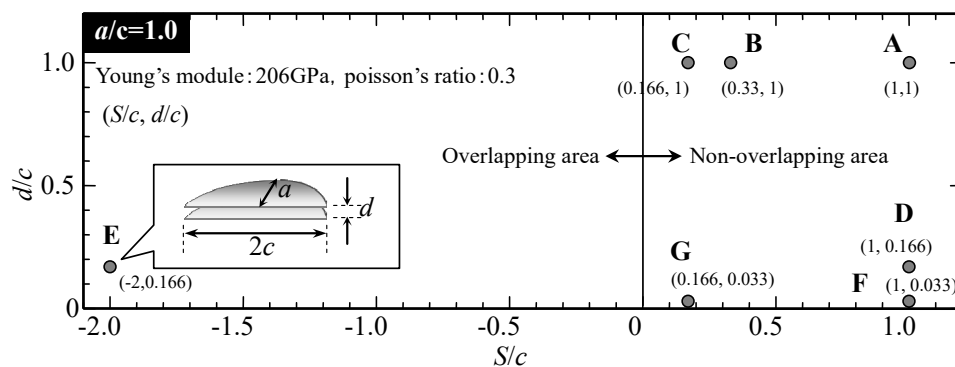 a/c=1.0
1.0
C
B
A
Young's module：206GPa, poisson's ratio：0.3
(0.166, 1)
(0.33, 1)
(1,1)
(S/c, d/c)
Overlapping area
Non-overlapping area
d/c
0.5
a
d
2c
E
(-2,0.166)
D
(1, 0.166)
G
(0.166, 0.033)
F
(1, 0.033)
0
-2.0
-1.5
-1.0
-0.5
0
0.5
1.0
S/c